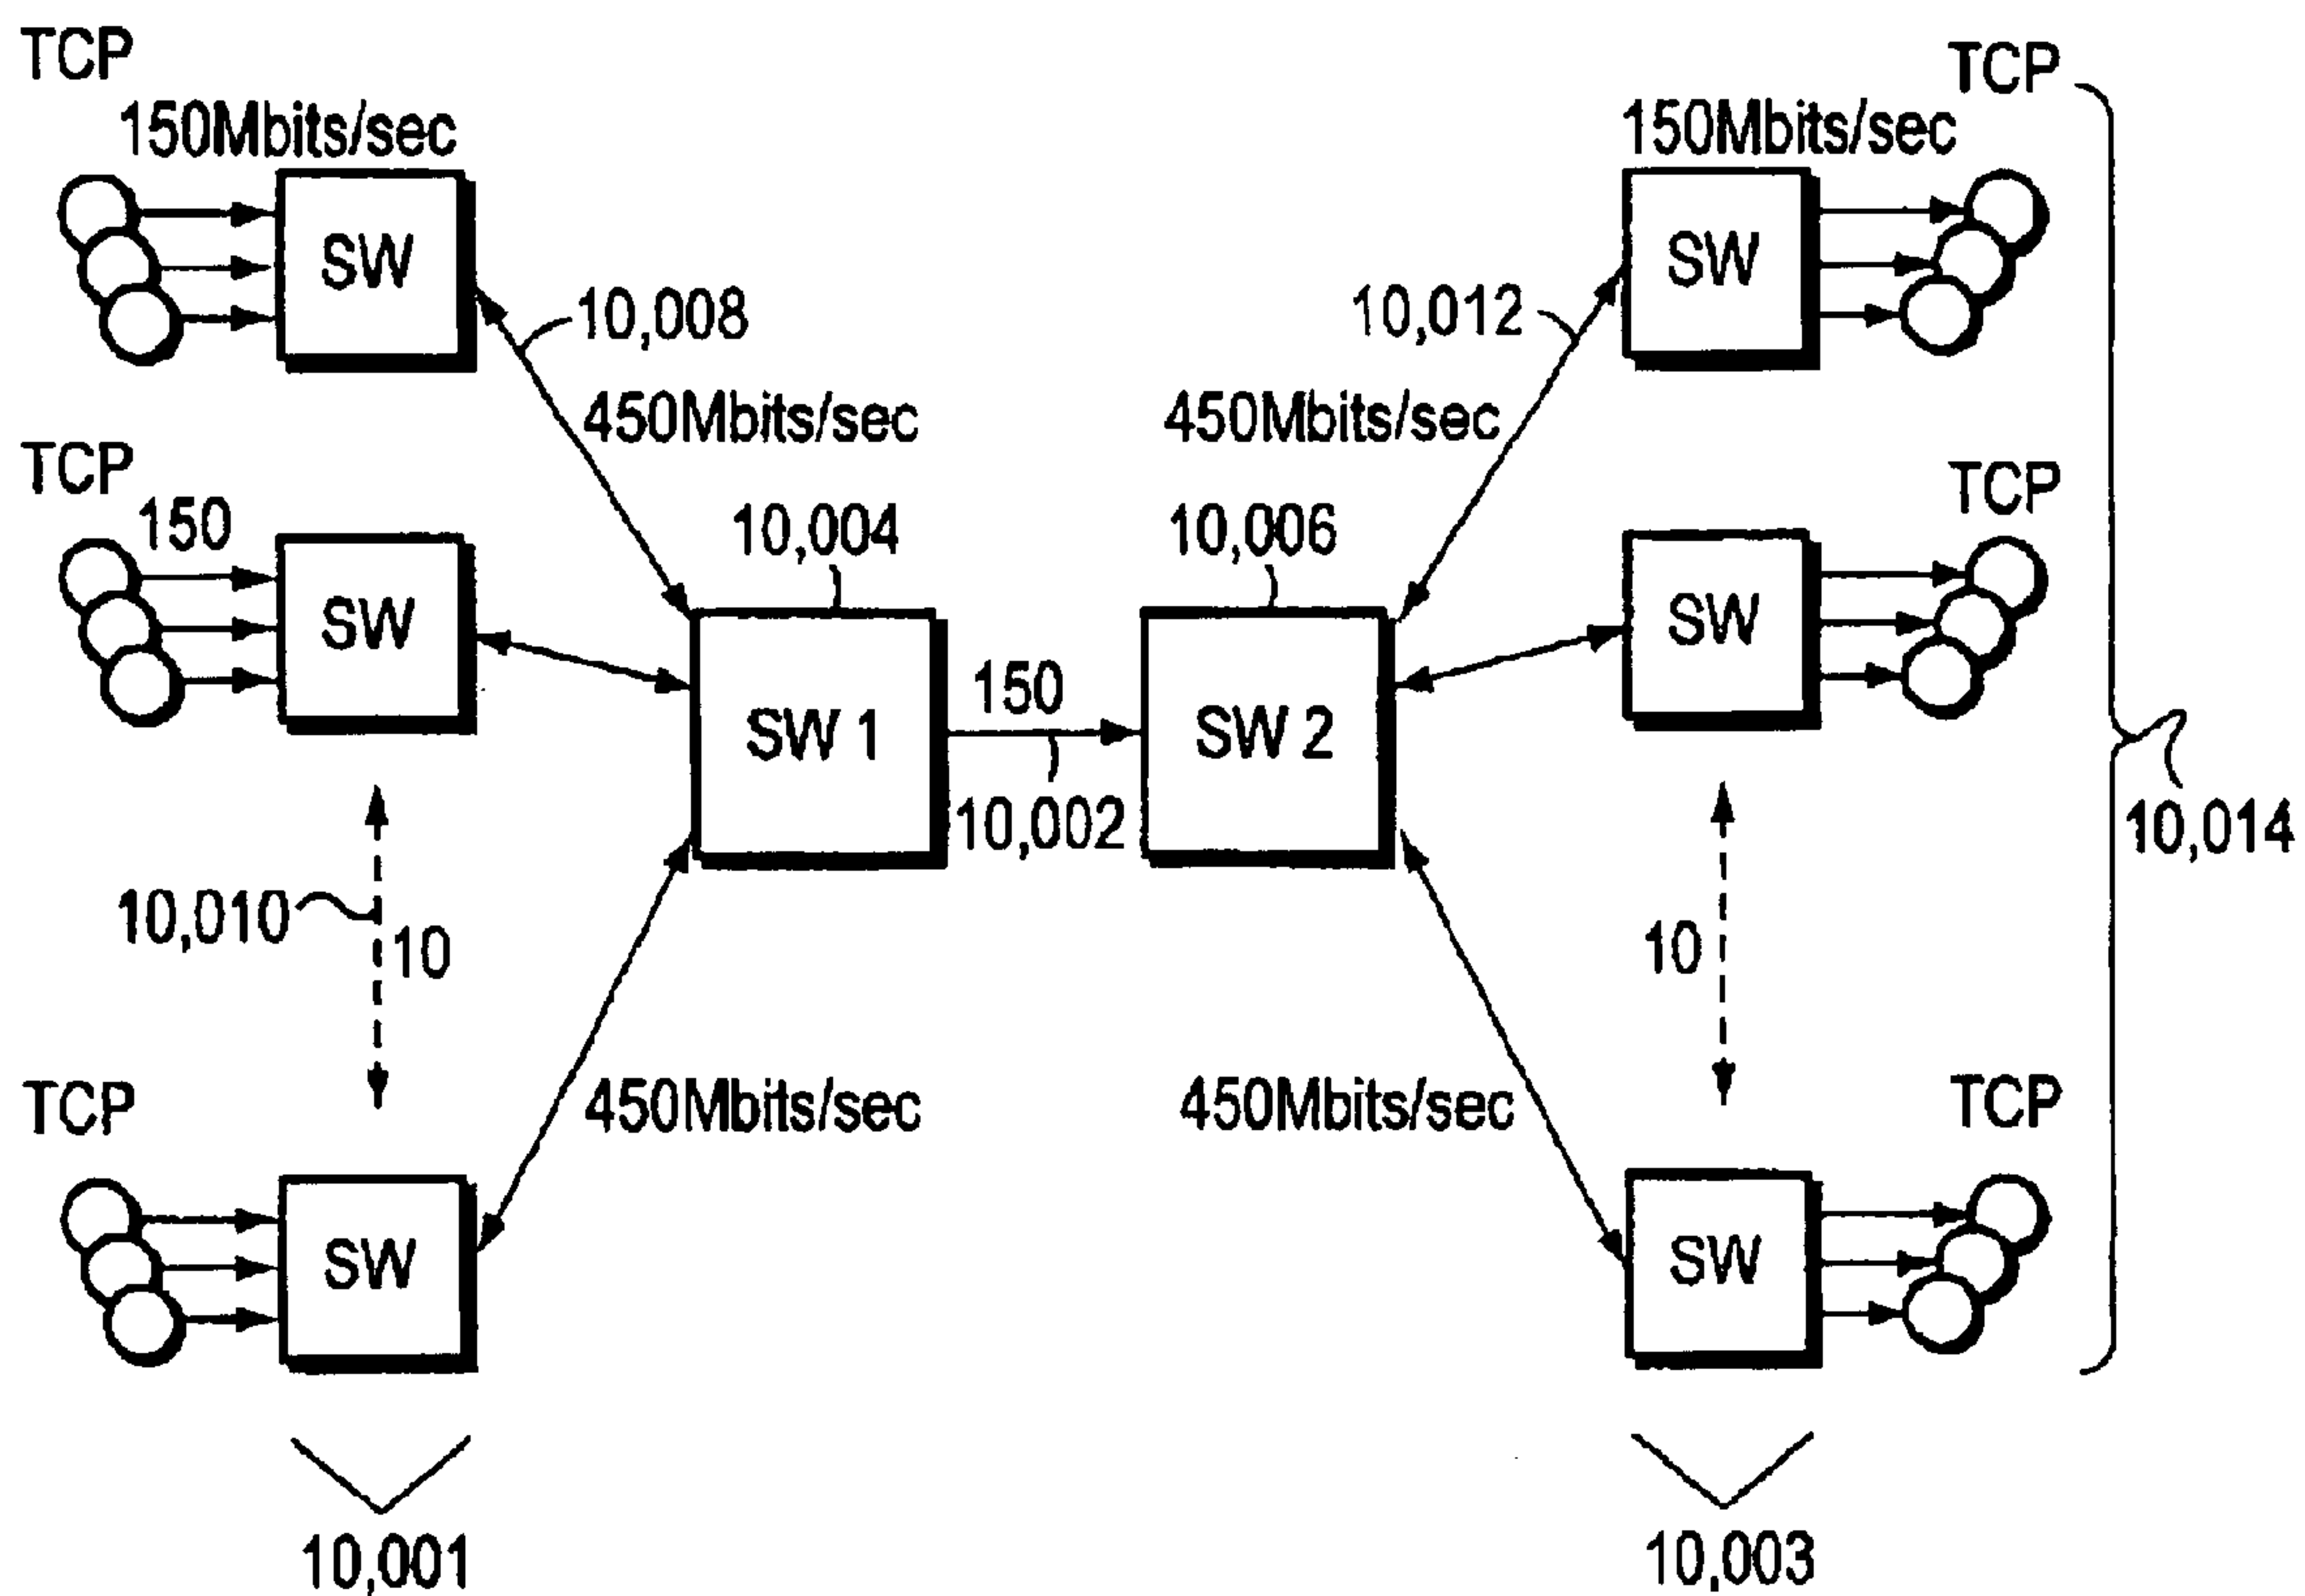 TCP
TCP
150Mbits/sec
150Mbits/sec
SW
SW
10,008
10,012
450Mbits/sec
450Mbits/sec
TCP
TCP
150
10,004
10,006
SW
SW
150
SW 1
SW 2
10,002
10,014
10,010
10
10
TCP
450Mbits/sec
450Mbits/sec
TCP
SW
SW
10,001
10,003